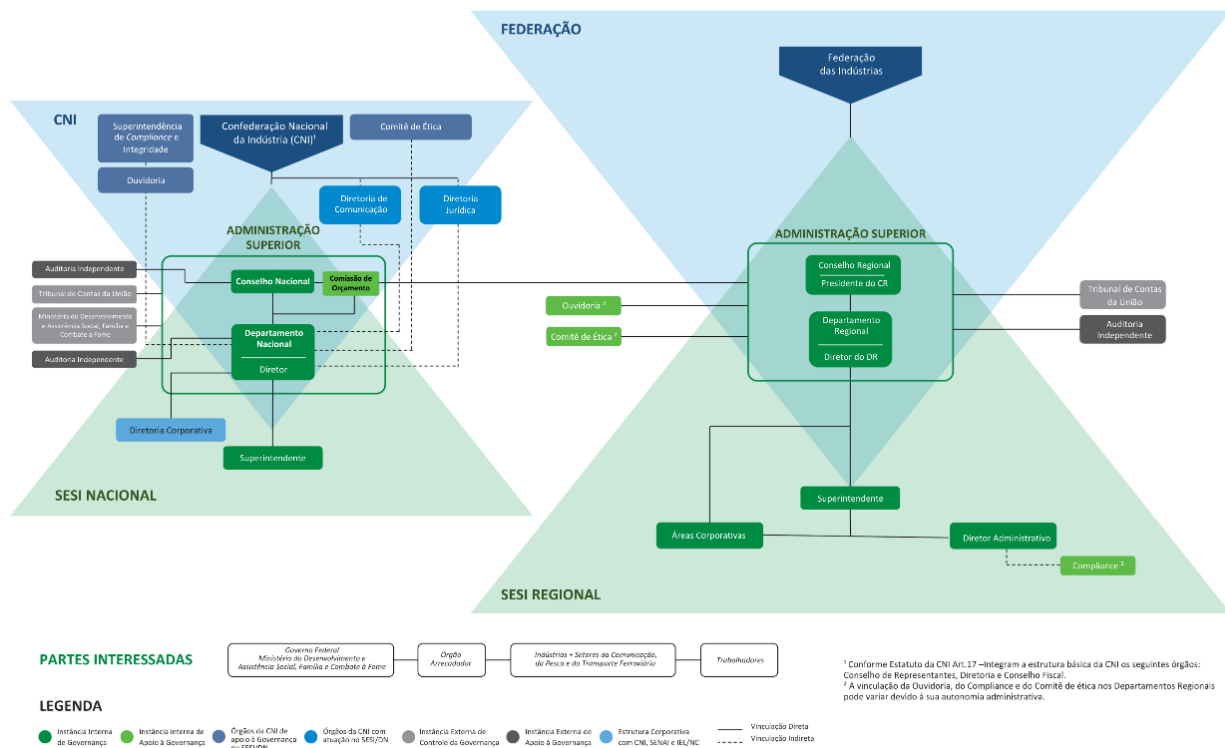 FEDERAÇÃO
Federação
das Indústrias
CNI
Superintendência
de Compliance e
Integridade
Ouvidoria
Confederação Nacional
da Indústria (CNI)¹
Comitê de Ética
Diretoria de
Comunicação
Diretoria
Jurídica
ADMINISTRAÇÃO
SUPERIOR
Auditoria Independente
Tribunal de Contas da União
Ministério do Desenvolvimento
e Assistência Social, Família e
Combate a Fome
Auditoria Independente
Conselho Nacional
Comissão de
Orçamento
Departamento
Nacional
Diretor
Diretoria Corporativa
Superintendente
SESI NACIONAL
ADMINISTRAÇÃO SUPERIOR
Conselho Regional
Presidente do CR
Departamento
Regional
Diretor do DR
Ouvidoria ²
Comitê de Ética ²
Tribunal de Contas
da União
Auditoria
Independente
Superintendente
Áreas Corporativas
Diretor Administrativo
Compliance ²
SESI REGIONAL
PARTES INTERESSADAS
Governo Federal
Ministério do Desenvolvimento e
Assistência Social, Família e Combate à Fome
Órgão
Arrecadador
Indústrias + Setores da Comunicação,
da Pesca e do Transporte Ferroviário
Trabalhadores
¹ Conforme Estatuto da CNI Art.17 –Integram a estrutura básica da CNI os seguintes órgãos:
Conselho de Representantes, Diretoria e Conselho Fiscal.
² A vinculação da Ouvidoria, do Compliance e do Comitê de ética nos Departamentos Regionais
pode variar devido à sua autonomia administrativa.
LEGENDA
Instância Interna
de Governança
Instância Interna de
Apoio à Governança
Órgãos da CNI de
apoio à Governança
do SESI/DN
Órgãos da CNI com
atuação no SESI/DN
Instância Externa de
Controle da Governança
Instância Externa de
Apoio à Governança
Estrutura Corporativa
com CNI, SENAI e IEL/NC
Vinculação Direta
Vinculação Indireta